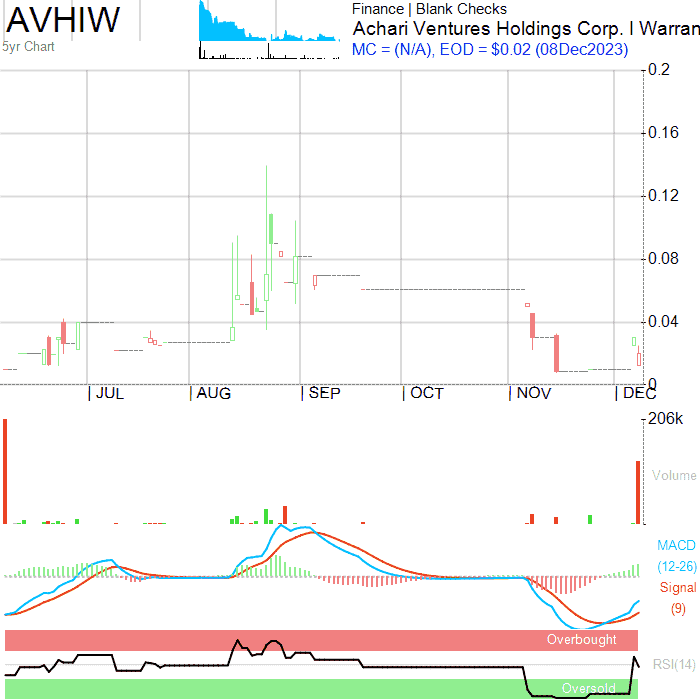 AVHIW
5yr Chart
Finance | Blank Checks
Achari Ventures Holdings Corp. I Warran
MC = (N/A), EOD = $0.02 (08Dec2023)
0.2
0.16
0.12
0.08
0.04
0
JUL AUG SEP OCT NOV DEC
206k
Volume
MACD
(12-26)
Signal
(9)
Overbought
RSI(14)
Oversold